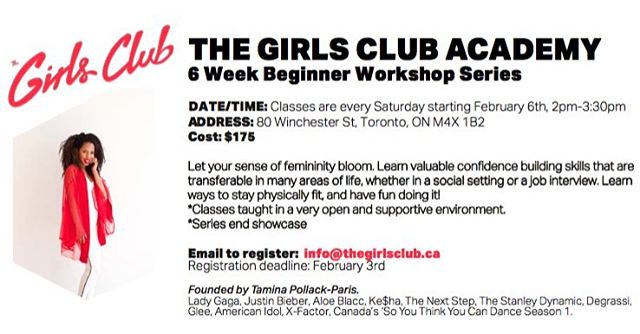 The
Girls Club
THE GIRLS CLUB ACADEMY
6 Week Beginner Workshop Series
DATE/TIME: Classes are every Saturday starting February 6th, 2pm-3:30pm
ADDRESS: 80 Winchester St, Toronto, ON M4X 1B2
Cost: $175
Let your sense of femininity bloom. Learn valuable confidence building skills that are
transferable in many areas of life, whether in a social setting or a job interview. Learn
ways to stay physically fit, and have fun doing it!
*Classes taught in a very open and supportive environment.
*Series end showcase
Email to register: info@thegirlsclub.ca
Registration deadline: February 3rd
Founded by Tamina Pollack-Paris.
Lady Gaga, Justin Bieber, Aloe Blacc, Ke$ha, The Next Step, The Stanley Dynamic, Degrassi,
Glee, American Idol, X-Factor, Canada's 'So You Think You Can Dance Season 1.